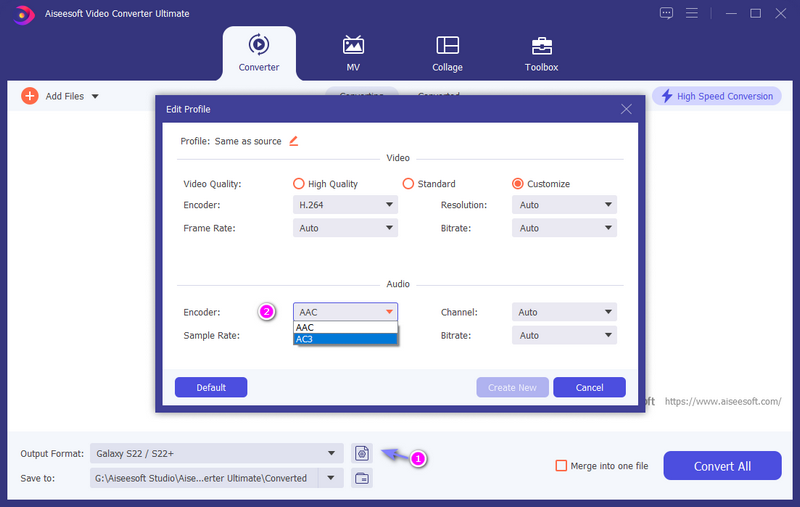 Aiseesoft Video Converter Ultimate
Converter
MV
Collage
Toolbox
Add Files
Converting
Converted
High Speed Conversion
Edit Profile
Profile: Same as source
Video
Video Quality: High Quality Standard Customize
Encoder: H.264 Resolution: Auto
Frame Rate: Auto Bitrate: Auto
Audio
Encoder: 2 AAC Channel: Auto
AAC
Sample Rate: AC3 Bitrate: Auto
Default Create New Cancel
https://www.aiseesoft.com/
Output Format: Galaxy S22 / S22+ 1
Merge into one file
Convert All
Save to: G:\Aiseesoft Studio\Aise...erter Ultimate\Converted